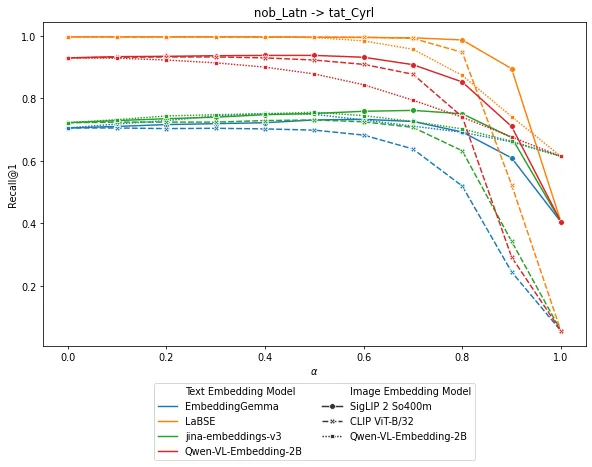 nob_Latn -> tat_Cyrl
Recall@1
1.0
0.8
0.6
0.4
0.2
0.0 0.2 0.4 0.6 0.8 1.0
α
Text Embedding Model Image Embedding Model
EmbeddingGemma SigLIP 2 So400m
LaBSE CLIP ViT-B/32
jina-embeddings-v3 Qwen-VL-Embedding-2B
Qwen-VL-Embedding-2B